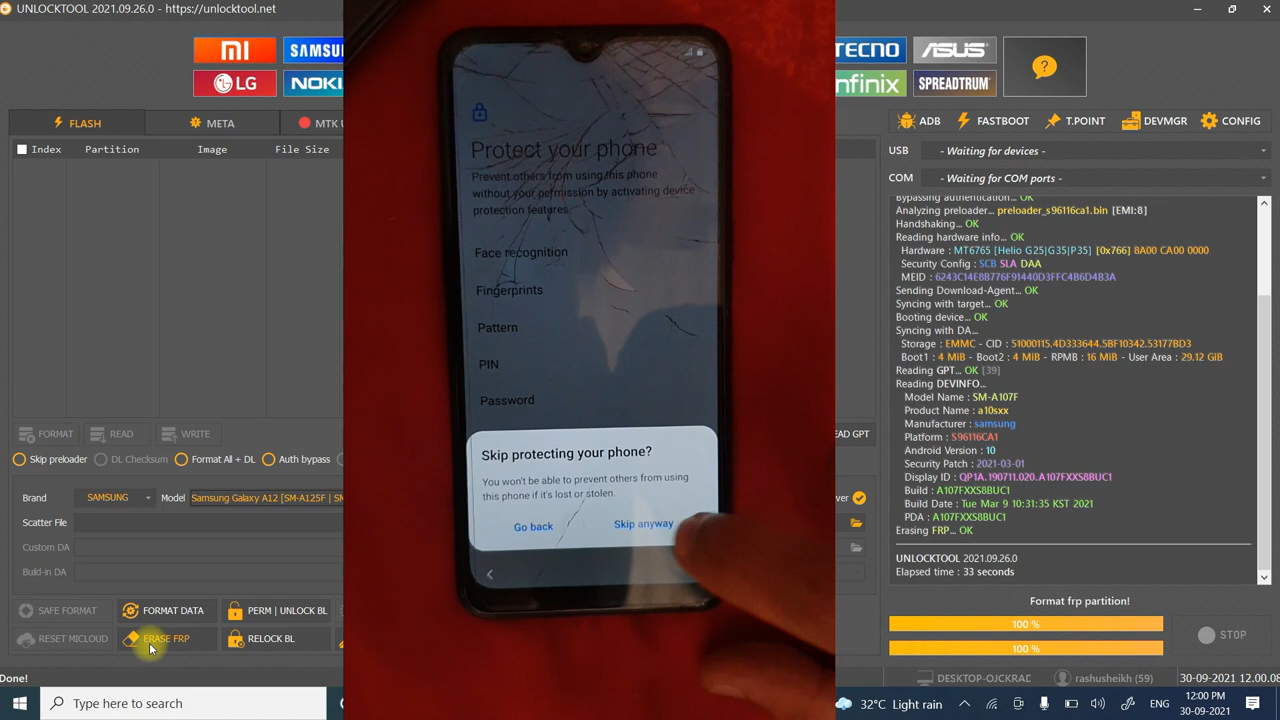 UNLOCKTOOL 2021.09.26.0 - https://unlocktool.net/
MI
SAMSU
TECNO
ASUS
?
LG
NOKI
Infinix
SPREADTRUM
FLASH
META
MTK U
ADB
FASTBOOT
T.POINT
DEVMGR
CONFIG
Index Partition Image File Size
USB - Waiting for devices -
COM - Waiting for COM ports -
Bypassing authentication... OK
Analyzing preloader... preloader_s96116ca1.bin [EMI:8]
Handshaking... OK
Reading hardware info... OK
Hardware : MT6765 [Helio G25|G35|P35] [0x766] 8A00 CA00 0000
Security Config : SCB SLA DAA
MEID : 6243C14E8B776F91440D3FFC4B6D4B3A
Sending Download-Agent... OK
Syncing with target... OK
Booting device... OK
Syncing with DA...
Storage : EMMC - CID : 51000115.4D333644.5BF10342.53177BD3
Boot1 : 4 MiB - Boot2 : 4 MiB - RPMB : 16 MiB - User Area : 29.12 GiB
Reading GPT... OK [39]
Reading DEVINFO...
Model Name : SM-A107F
Product Name : a10sxx
Manufacturer : samsung
Platform : S96116CA1
Android Version : 10
Security Patch : 2021-03-01
Display ID : QP1A.190711.020.A107FXXS8BUC1
Build : A107FXXS8BUC1
Build Date : Tue Mar 9 10:31:35 KST 2021
PDA : A107FXXS8BUC1
Erasing FRP... OK
UNLOCKTOOL 2021.09.26.0
Elapsed time : 33 seconds
Format frp partition!
100 %
100 %
STOP
Protect your phone
Prevent others from using this phone
without your permission by activating device
protection features.
Face recognition
Fingerprints
Pattern
PIN
Password
Skip protecting your phone?
You won't be able to prevent others from using
this phone if it's lost or stolen.
Go back
Skip anyway
FORMAT
READ
WRITE
EAD GPT
Skip preloader
DL Checksum
Format All + DL
Auth bypass
Brand SAMSUNG Model Samsung Galaxy A12 [SM-A125F | SM
ver
Scatter File
Custom DA
Build-in DA
SAFE FORMAT
FORMAT DATA
PERM | UNLOCK BL
RESET MICLOUD
ERASE FRP
RELOCK BL
Done!
DESKTOP-OJCKRAD
rashusheikh (59)
30-09-2021 12.00.0
Type here to search
32°C Light rain
ENG
12:00 PM
30-09-2021